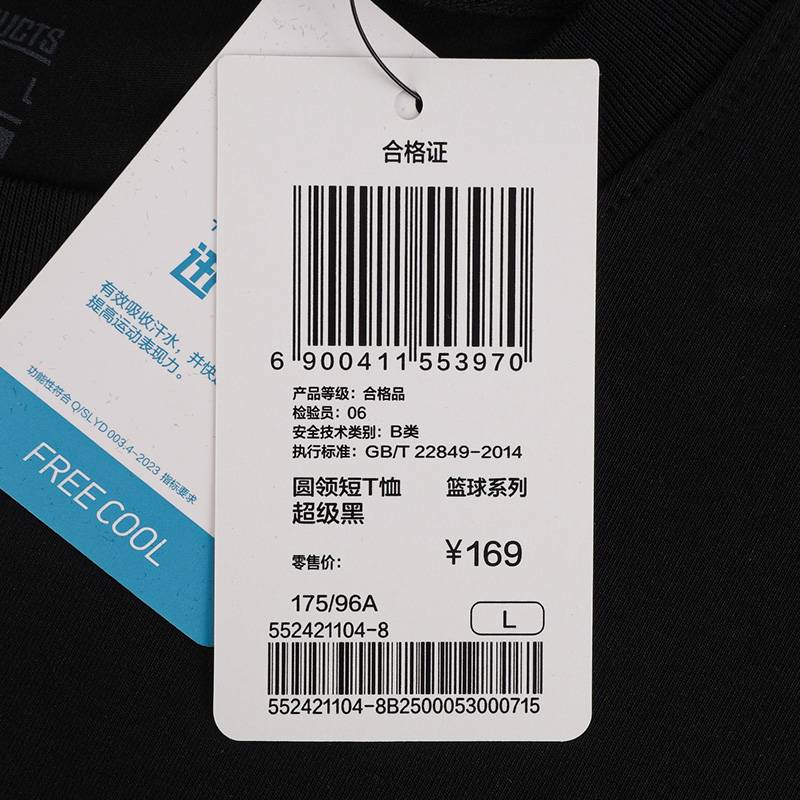 UCTS
L
合格证
6 900411 553970
产品等级：合格品
检验员：06
安全技术类别：B类
执行标准：GB/T 22849-2014
圆领短T恤 篮球系列
超级黑
零售价： ¥169
175/96A
552421104-8 L
552421104-8B2500053000715
迅
有效吸收汗水，并快
提高运动表现力。
功能性符合 Q/SLYD 003.4-2023 指标要求
FREE COOL